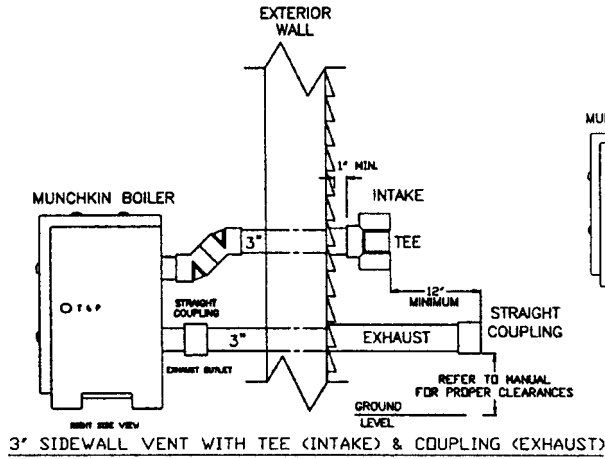 EXTERIOR
WALL
MU
1" MIN.
MUNCHKIN BOILER
INTAKE
3"
TEE
12"
MINIMUM
T & P
STRAIGHT
COUPLING
STRAIGHT
COUPLING
3"
EXHAUST
EXHAUST OUTLET
REFER TO MANUAL
FOR PROPER CLEARANCES
GROUND
LEVEL
RIGHT SIDE VIEW
3" SIDEWALL VENT WITH TEE (INTAKE) & COUPLING (EXHAUST)